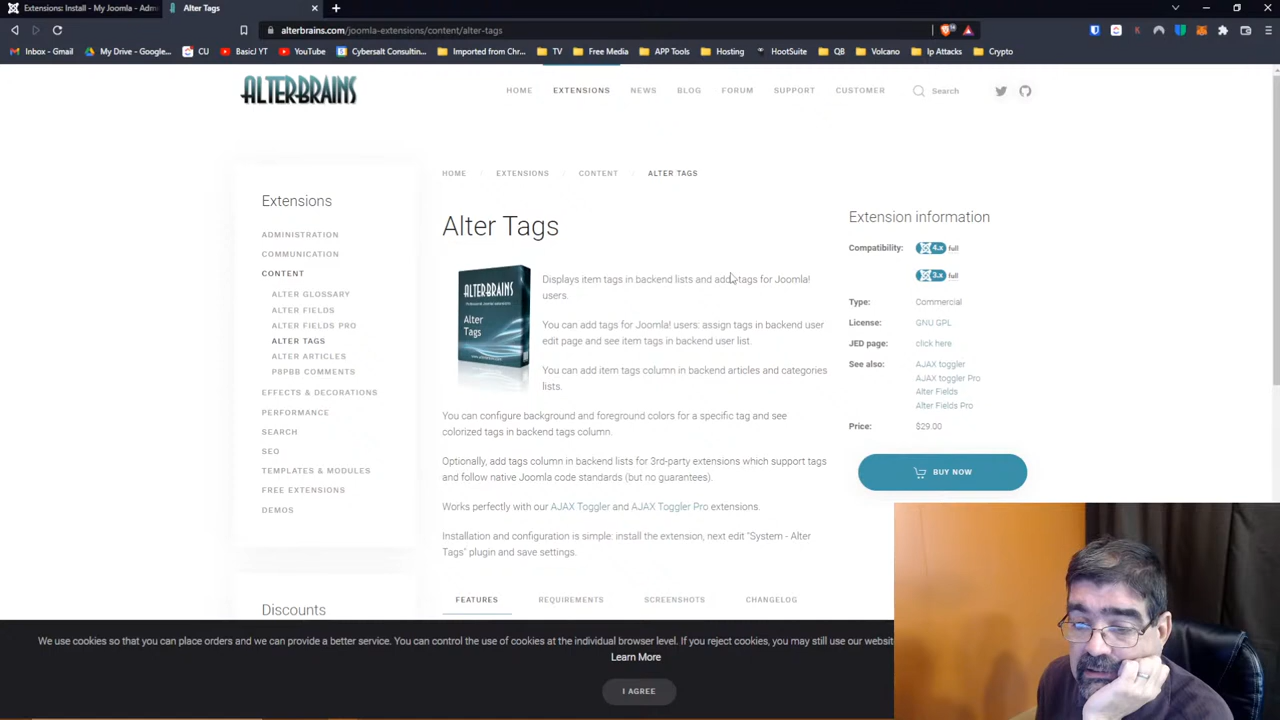 Extensions: Install - My Joomla - Adm
Alter Tags
alterbrains.com/joomla-extensions/content/alter-tags
Inbox - Gmail
My Drive - Google...
CU
BasicJ YT
YouTube
Cybersalt Consultin...
Imported from Chr...
TV
Free Media
APP Tools
Hosting
HootSuite
QB
Volcano
Ip Attacks
Crypto
ALTERBRAINS
HOME
EXTENSIONS
NEWS
BLOG
FORUM
SUPPORT
CUSTOMER
Search
Extensions
ADMINISTRATION
COMMUNICATION
CONTENT
ALTER GLOSSARY
ALTER FIELDS
ALTER FIELDS PRO
ALTER TAGS
ALTER ARTICLES
P8PBB COMMENTS
EFFECTS & DECORATIONS
PERFORMANCE
SEARCH
SEO
TEMPLATES & MODULES
FREE EXTENSIONS
DEMOS
Discounts
HOME / EXTENSIONS / CONTENT / ALTER TAGS
Alter Tags
ALTERBRAINS
Alter
Tags
Displays item tags in backend lists and adds tags for Joomla!
users.
You can add tags for Joomla! users: assign tags in backend user
edit page and see item tags in backend user list.
You can add item tags column in backend articles and categories
lists.
You can configure background and foreground colors for a specific tag and see
colorized tags in backend tags column.
Optionally, add tags column in backend lists for 3rd-party extensions which support tags
and follow native Joomla code standards (but no guarantees).
Works perfectly with our AJAX Toggler and AJAX Toggler Pro extensions.
Installation and configuration is simple: install the extension, next edit "System - Alter
Tags" plugin and save settings.
FEATURES
REQUIREMENTS
SCREENSHOTS
CHANGELOG
Extension information
Compatibility: 4.x full
3.x full
Type: Commercial
License: GNU GPL
JED page: click here
See also: AJAX toggler
AJAX toggler Pro
Alter Fields
Alter Fields Pro
Price: $29.00
BUY NOW
We use cookies so that you can place orders and we can provide a better service. You can control the use of cookies at the individual browser level. If you reject cookies, you may still use our website
Learn More
I AGREE